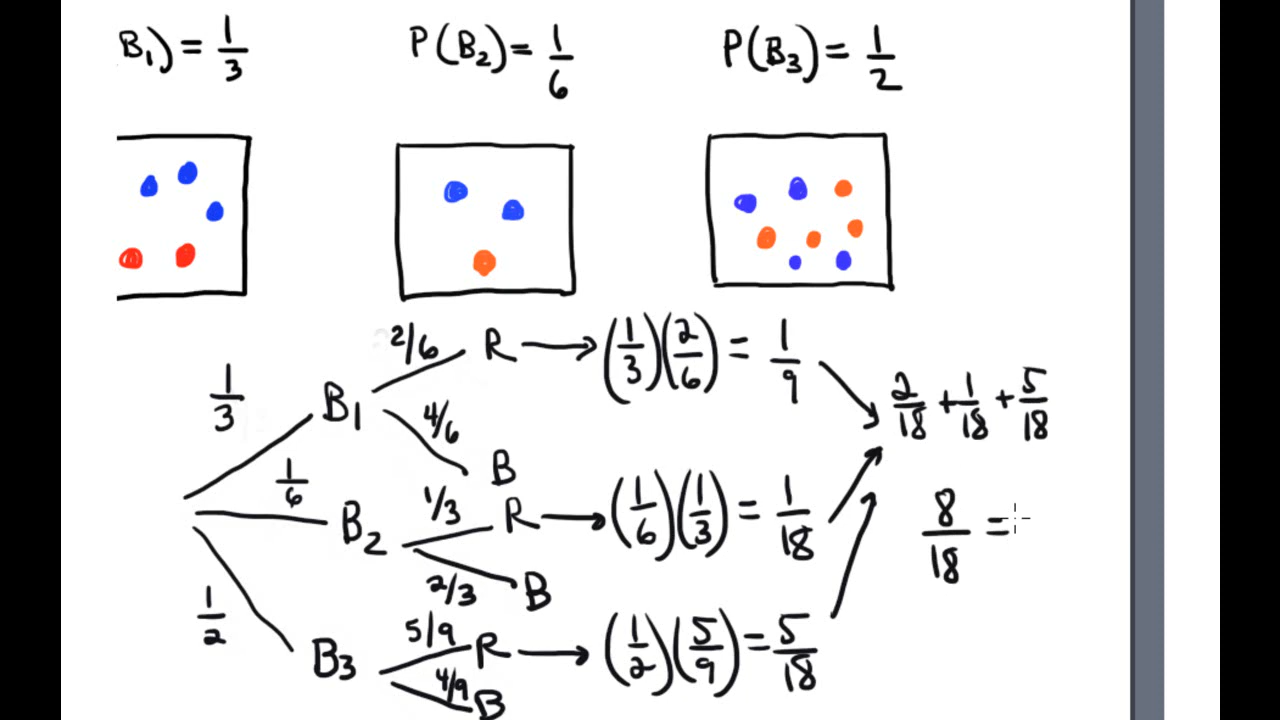 B₁) = 1/3
P(B₂) = 1/6
P(B₃) = 1/2
1/3
B₁
2/6
R → (1/3)(2/6) = 1/9
4/6
B
2/18 + 1/18 + 5/18
1/6
B₂
1/3
R → (1/6)(1/3) = 1/18
2/3
B
8/18 =
1/2
B₃
5/9
R → (1/2)(5/9) = 5/18
4/9
B